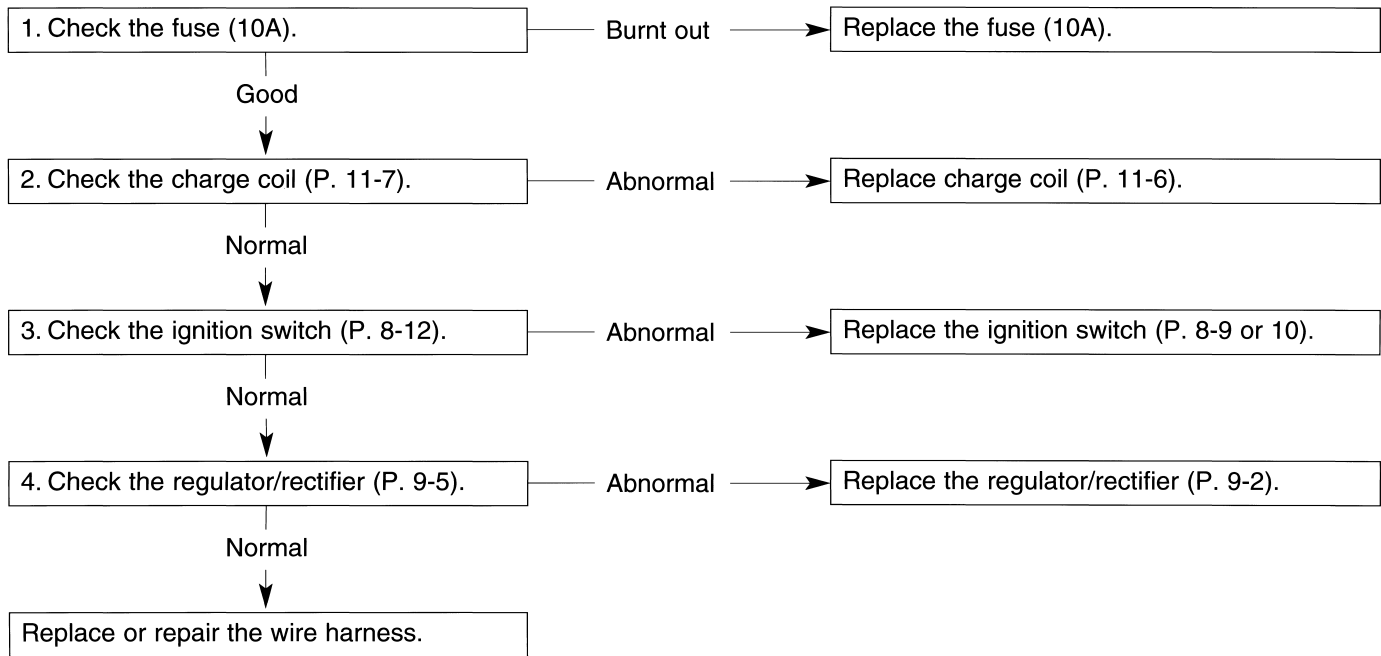 1. Check the fuse (10A).
Burnt out
Replace the fuse (10A).
Good
2. Check the charge coil (P. 11-7).
Abnormal
Replace charge coil (P. 11-6).
Normal
3. Check the ignition switch (P. 8-12).
Abnormal
Replace the ignition switch (P. 8-9 or 10).
Normal
4. Check the regulator/rectifier (P. 9-5).
Abnormal
Replace the regulator/rectifier (P. 9-2).
Normal
Replace or repair the wire harness.